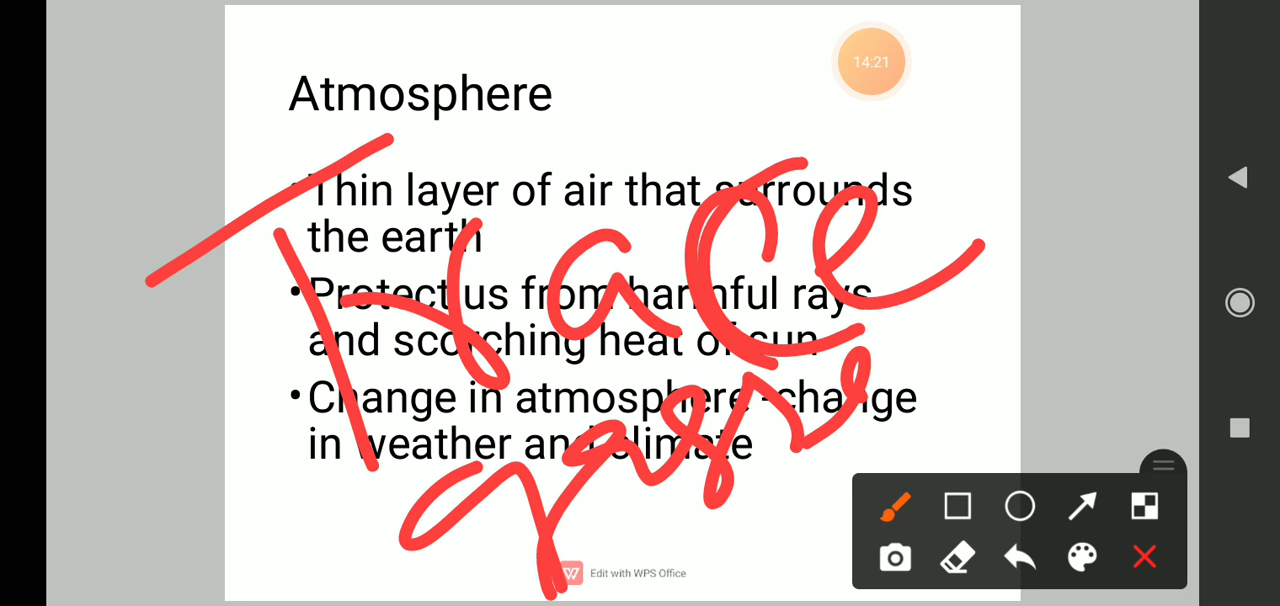 14:21
Atmosphere
• Thin layer of air that surrounds
the earth
• Protect us from harmful rays
and scorching heat of sun
• Change in atmosphere -change
in weather and climate
Trace
Edit with WPS Office